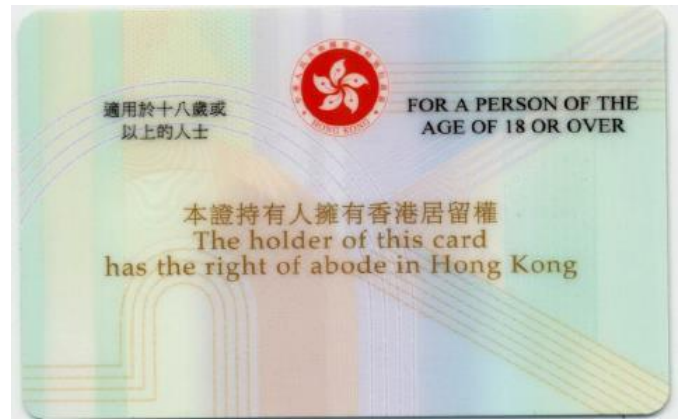 適用於十八歲或
以上的人士
HONG KONG
FOR A PERSON OF THE
AGE OF 18 OR OVER
本證持有人擁有香港居留權
The holder of this card
has the right of abode in Hong Kong